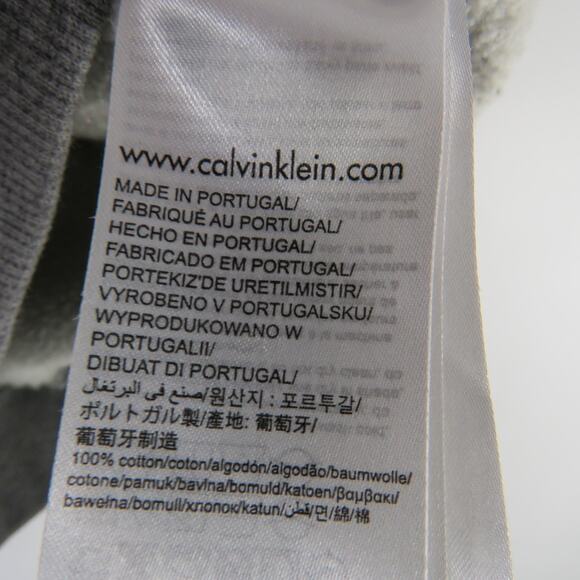 www.calvinklein.com
MADE IN PORTUGAL/
FABRIQUÉ AU PORTUGAL/
HECHO EN PORTUGAL/
FABRICADO EM PORTUGAL/
PORTEKIZ'DE URETILMISTIR/
VYROBENO V PORTUGALSKU/
WYPRODUKOWANO W
PORTUGALII/
DIBUAT DI PORTUGAL/
صنع في البرتغال/원산지 : 포르투갈/
ポルトガル製/產地: 葡萄牙/
葡萄牙制造
100% cotton/coton/algodón/algodão/baumwolle/
cotone/pamuk/bavlna/bomuld/katoen/βαμβακι/
bawełna/bomull/хлопок/katun/قطن/면/綿/棉